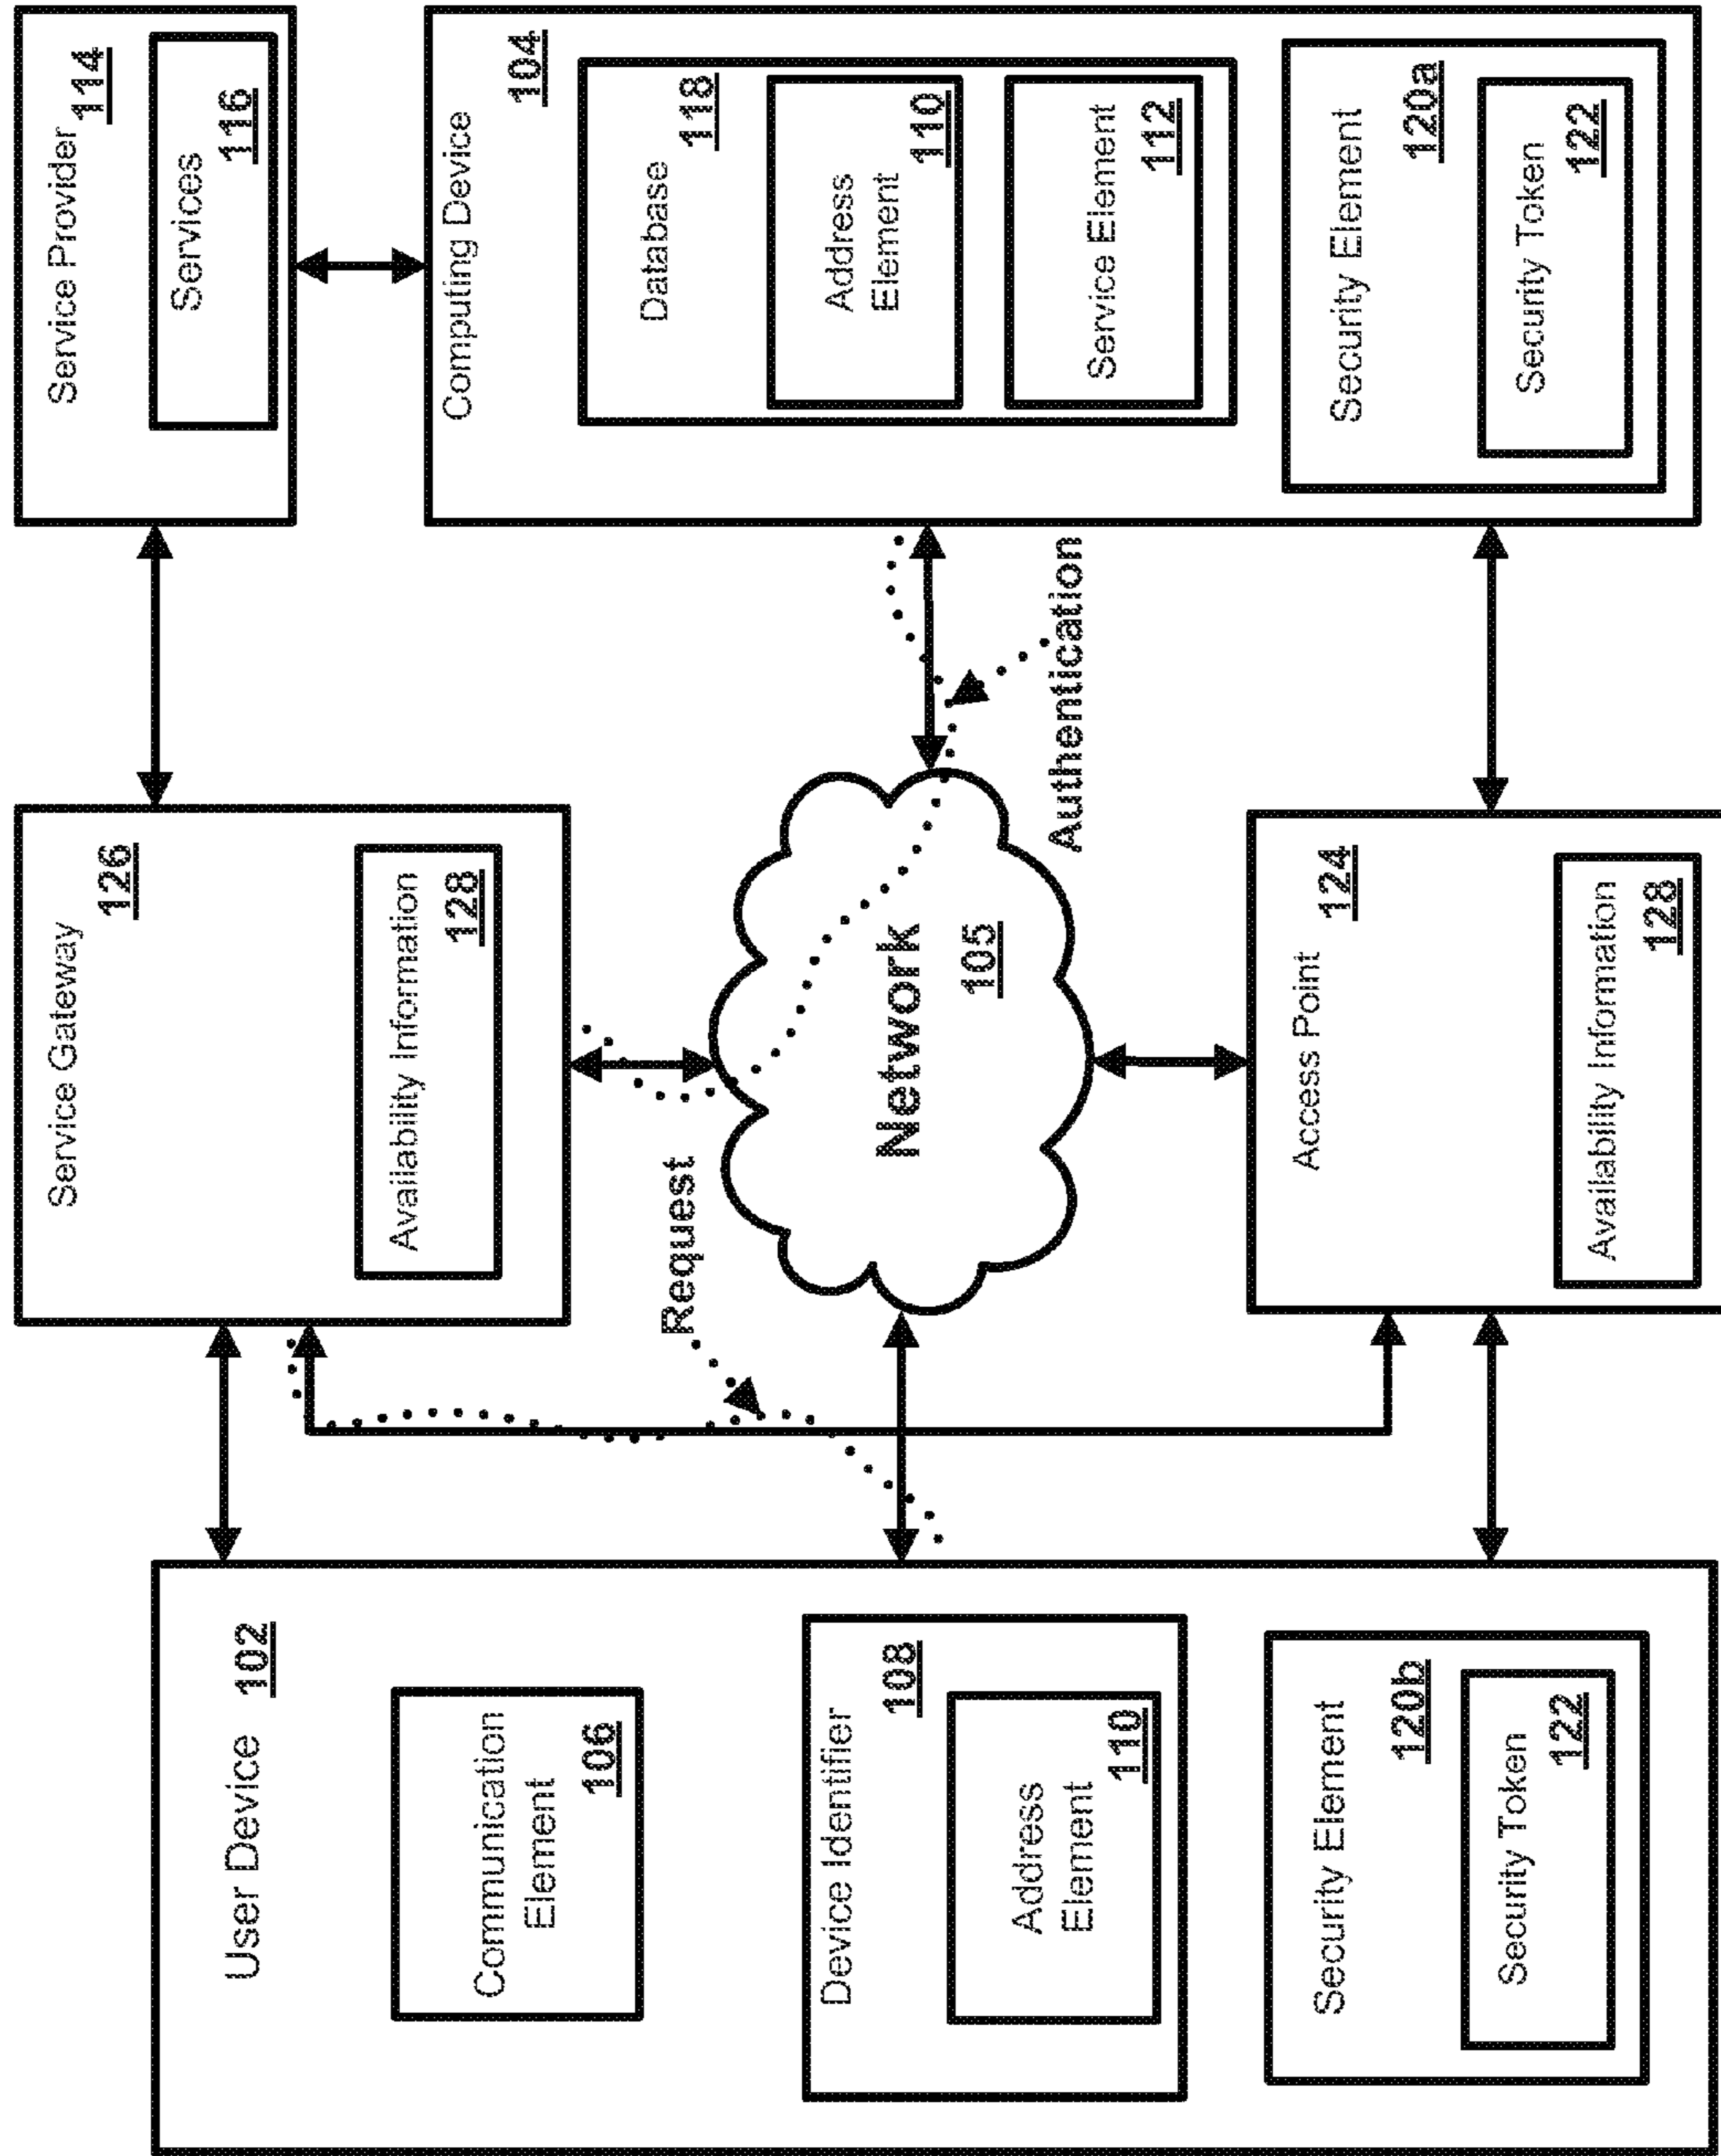 User Device 102
Communication
Element
106
Device Identifier
108
Address
Element
110
Security Element
120b
Security Token
122
Request
Service Gateway
126
Availability Information
128
Network
105
Access Point
124
Availability Information
128
Authentication
Service Provider
114
Services
116
Computing Device
104
Database
118
Address
Element
110
Service Element
112
Security Element
120a
Security Token
122